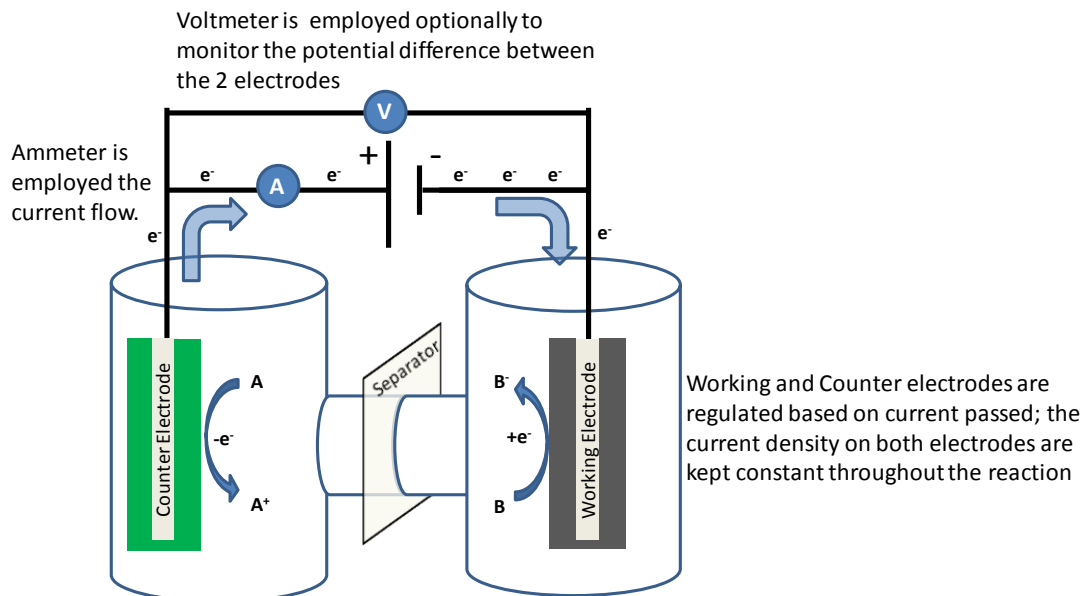 Voltmeter is  employed optionally to
monitor the potential difference between
the 2 electrodes
V
Ammeter is
employed the
current flow.
+ -
e- A e- e- e- e-
e- e-
Counter Electrode
A
-e-
A+
Separator
B-
+e-
B
Working Electrode
Working and Counter electrodes are
regulated based on current passed; the
current density on both electrodes are
kept constant throughout the reaction